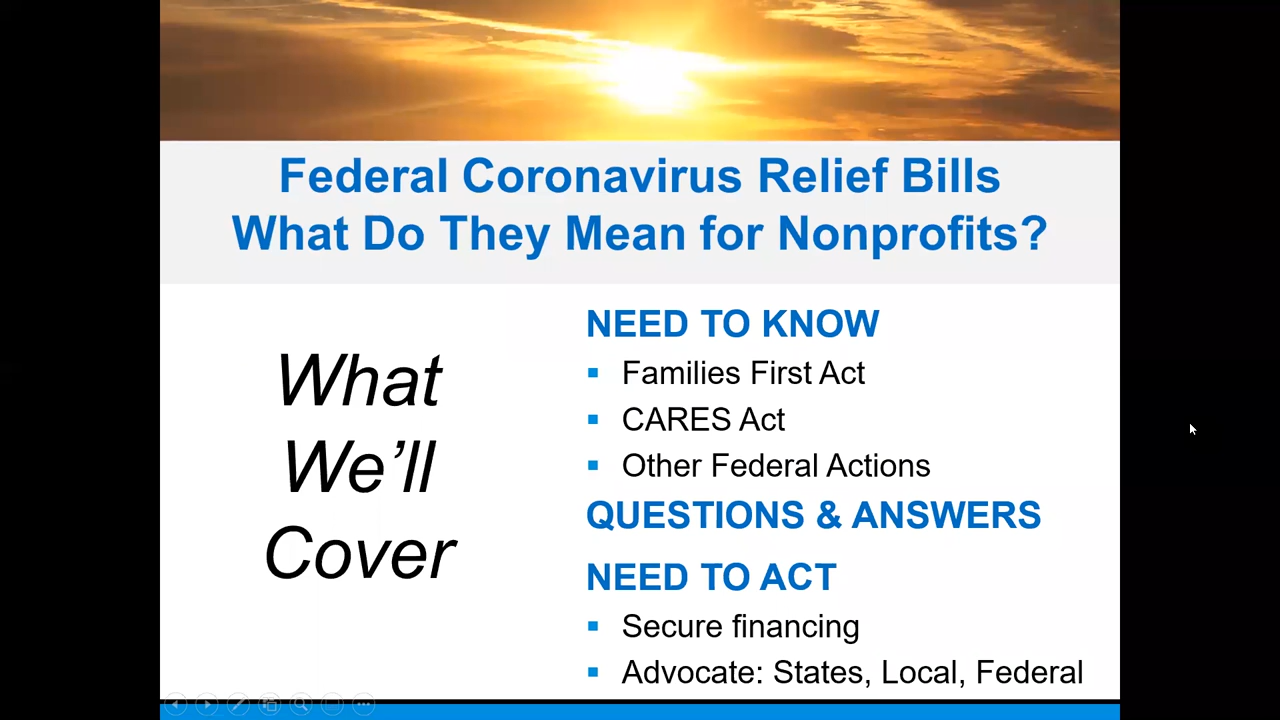 Federal Coronavirus Relief Bills
What Do They Mean for Nonprofits?
What
We’ll
Cover
NEED TO KNOW
Families First Act
CARES Act
Other Federal Actions
QUESTIONS & ANSWERS
NEED TO ACT
Secure financing
Advocate: States, Local, Federal